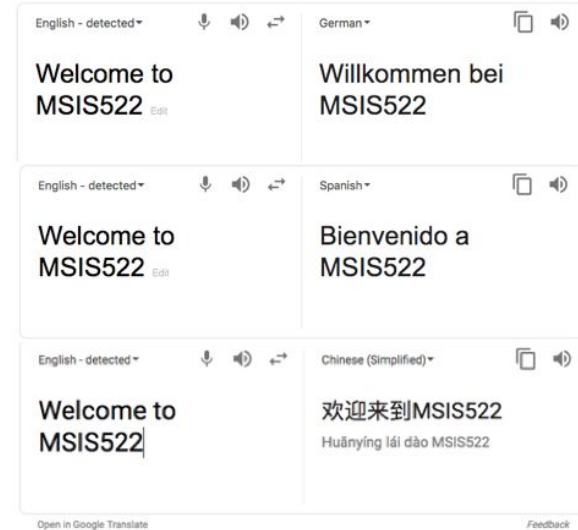 English - detected
German
Welcome to
MSIS522 Edit
Willkommen bei
MSIS522
English - detected
Spanish
Welcome to
MSIS522 Edit
Bienvenido a
MSIS522
English - detected
Chinese (Simplified)
Welcome to
MSIS522
欢迎来到MSIS522
Huānyíng lái dào MSIS522
Open in Google Translate
Feedback